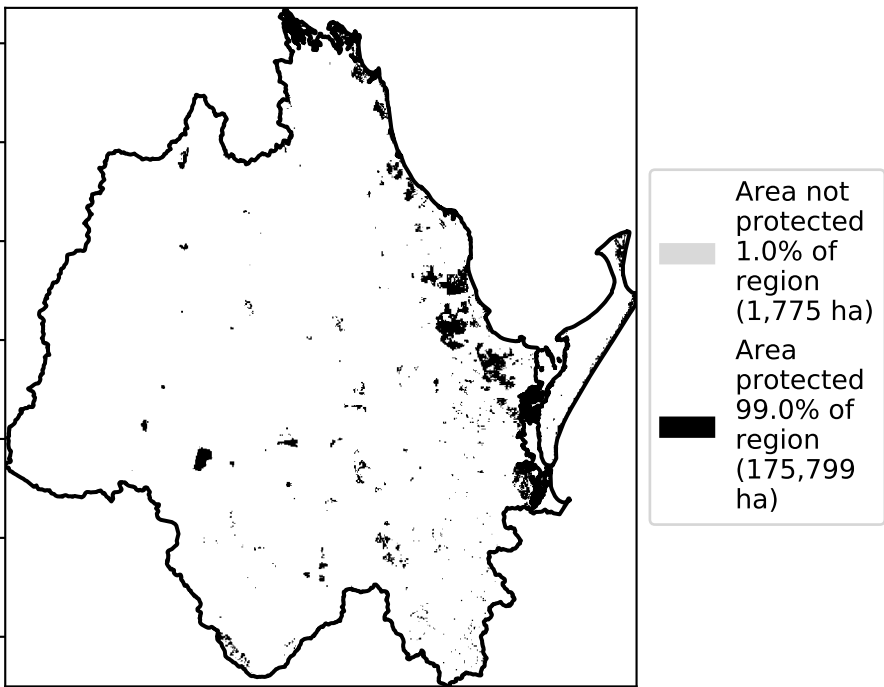 Area not
protected
1.0% of
region
(1,775 ha)
Area
protected
99.0% of
region
(175,799
ha)